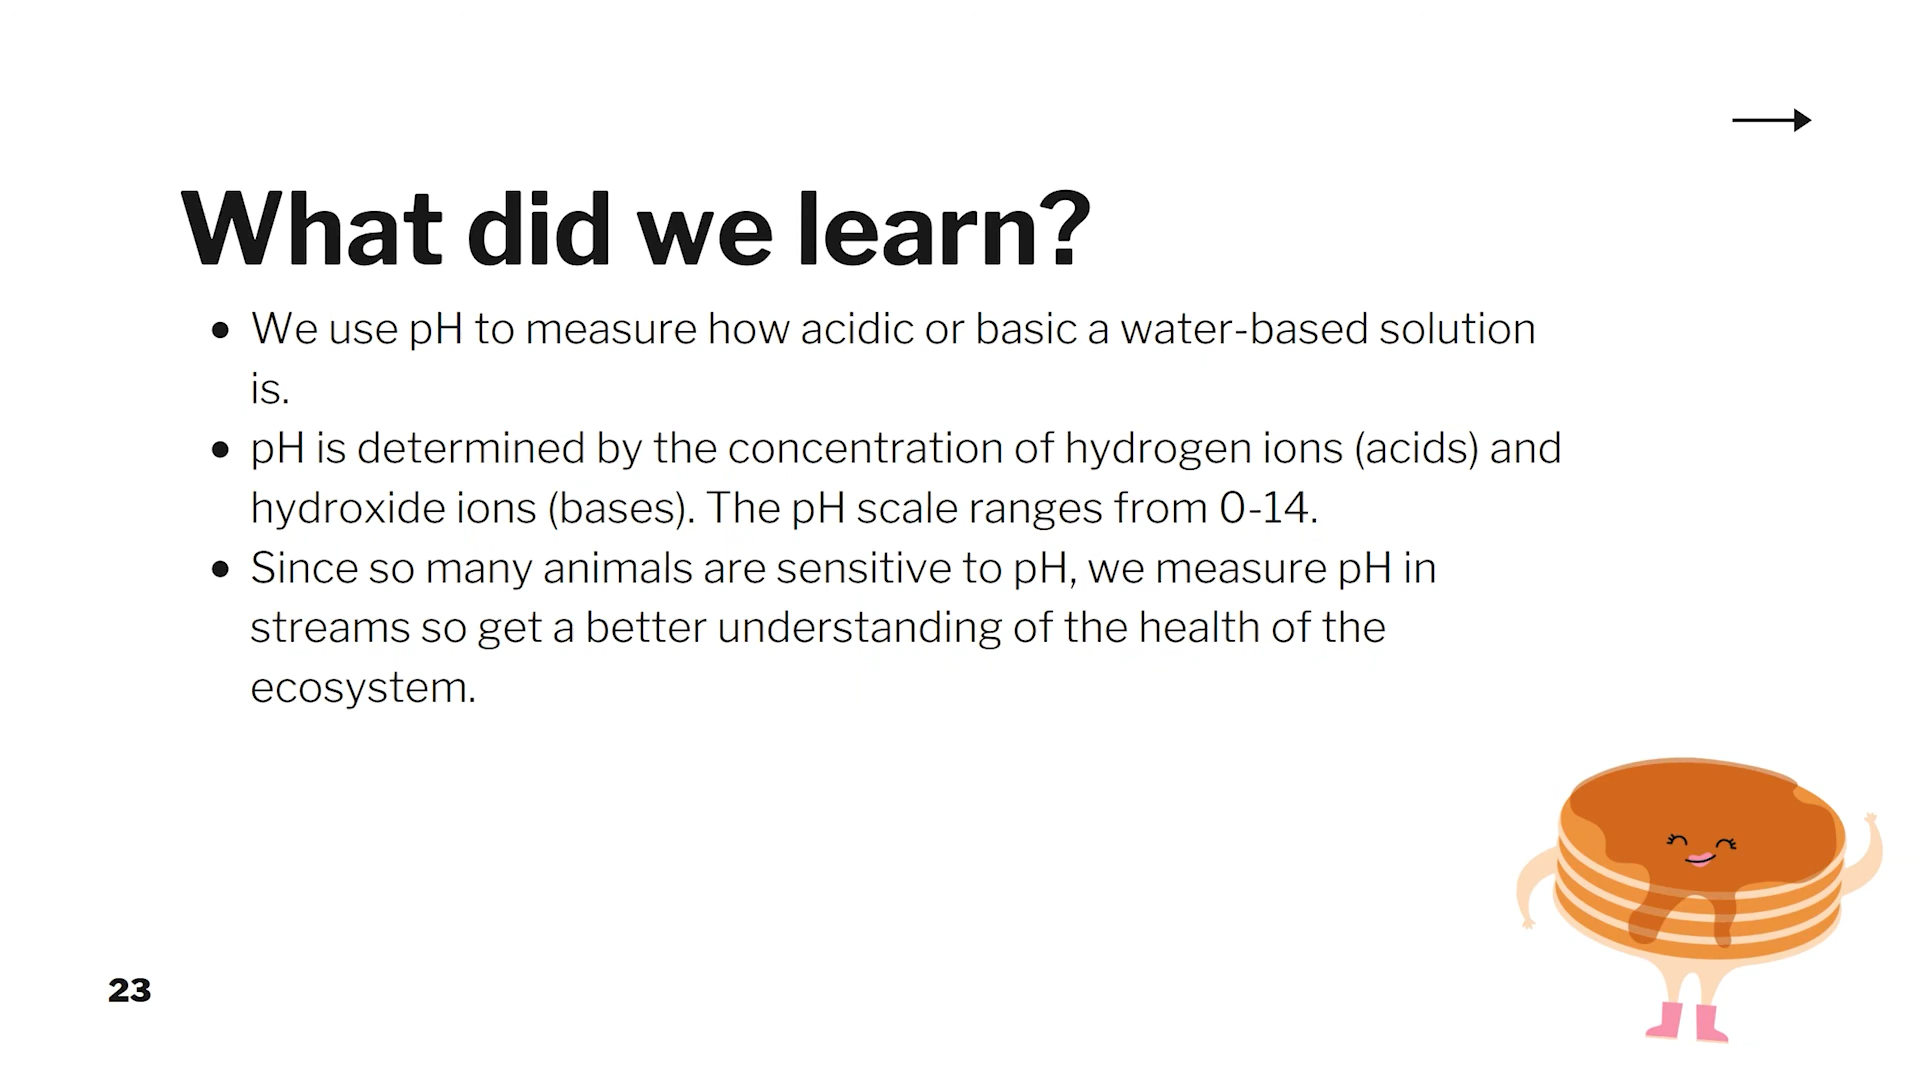 What did we learn?
• We use pH to measure how acidic or basic a water-based solution
is.
• pH is determined by the concentration of hydrogen ions (acids) and
hydroxide ions (bases). The pH scale ranges from 0-14.
• Since so many animals are sensitive to pH, we measure pH in
streams so get a better understanding of the health of the
ecosystem.
23